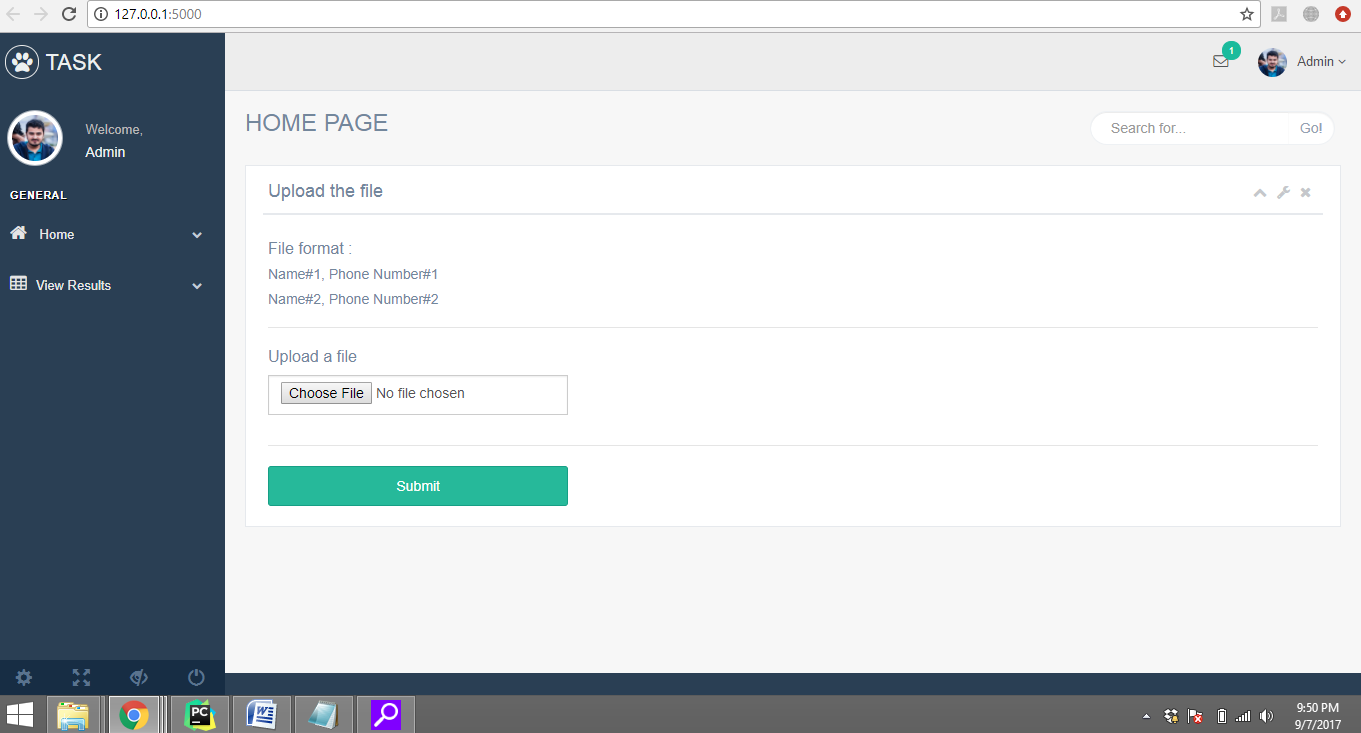 127.0.0.1:5000
TASK
1
Admin
Welcome,
Admin
GENERAL
Home
View Results
HOME PAGE
Search for...
Go!
Upload the file
File format :
Name#1, Phone Number#1
Name#2, Phone Number#2
Upload a file
Choose File No file chosen
Submit
PC
W
9:50 PM
9/7/2017